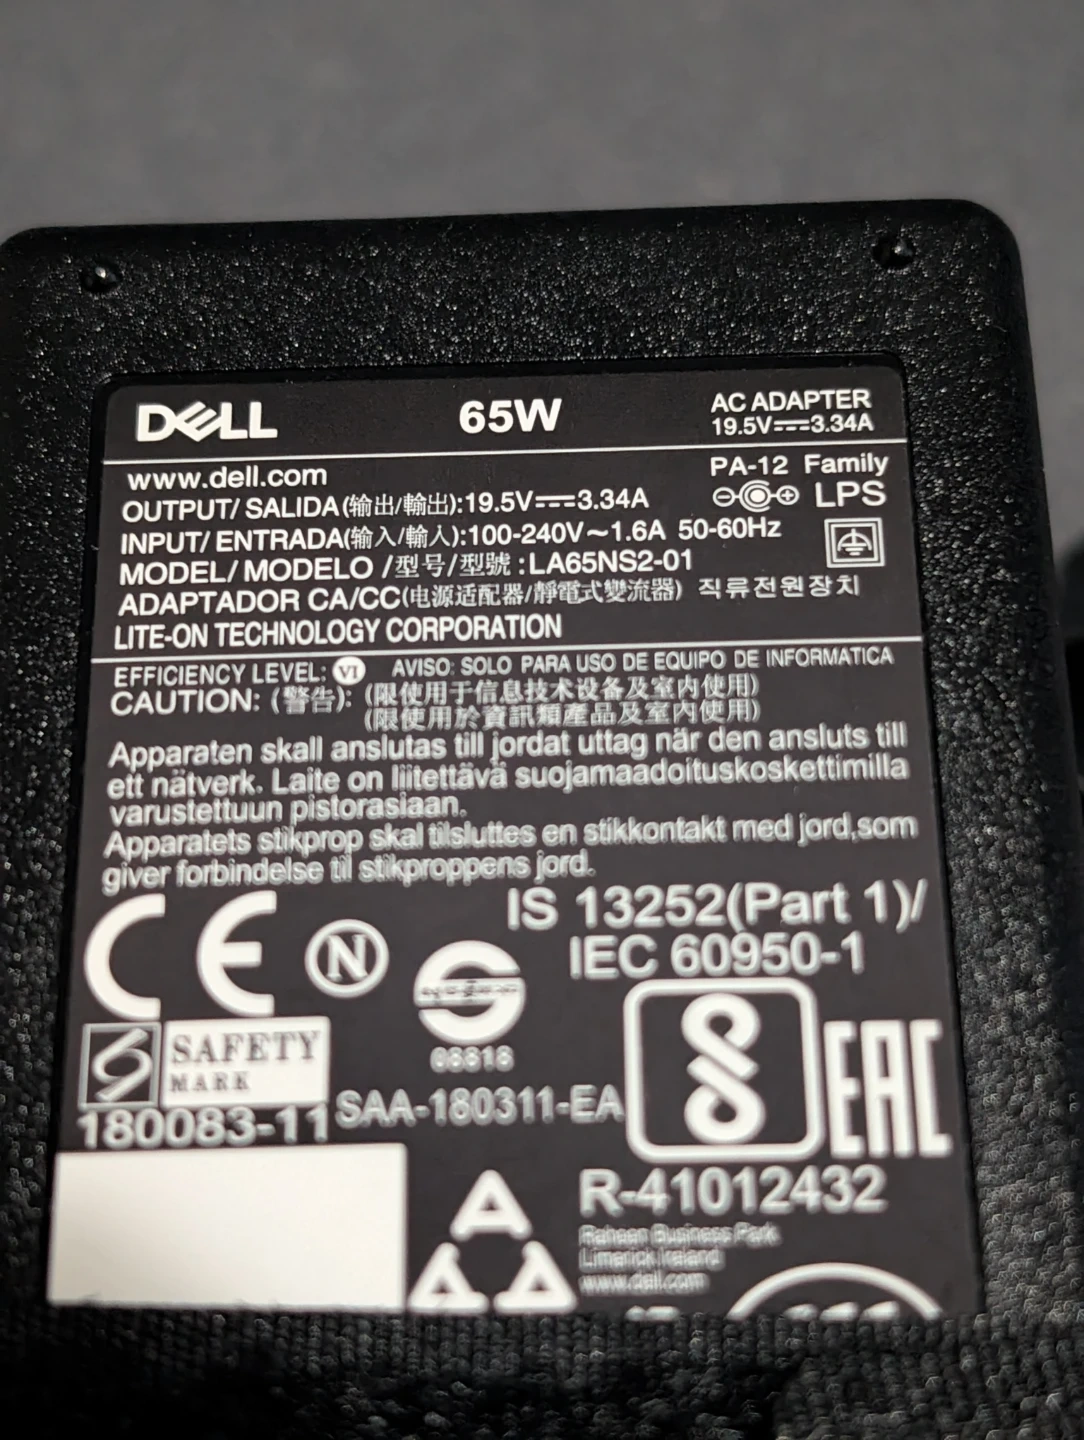 DELL 65W AC ADAPTER
19.5V⎓3.34A
www.dell.com PA-12 Family
OUTPUT/ SALIDA(输出/輸出):19.5V⎓3.34A LPS
INPUT/ ENTRADA(输入/輸人):100-240V~1.6A 50-60Hz
MODEL/ MODELO /型号/型號:LA65NS2-01
ADAPTADOR CA/CC(电源适配器/靜電式變流器) 직류전원장치
LITE-ON TECHNOLOGY CORPORATION
EFFICIENCY LEVEL: VI AVISO: SOLO PARA USO DE EQUIPO DE INFORMATICA
CAUTION: (警告): (限使用于信息技术设备及室内使用)
(限使用於資訊類產品及室內使用)
Apparaten skall anslutas till jordat uttag när den ansluts till
ett nätverk. Laite on liitettävä suojamaadoituskoskettimilla
varustettuun pistorasiaan.
Apparatets stikprop skal tilsluttes en stikkontakt med jord,som
giver forbindelse til stikproppens jord.
IS 13252(Part 1)/
IEC 60950-1
CE N
08818
SAFETY
MARK
180083-11 SAA-180311-EA
EAC
R-41012432
Raheen Business Park
Limerick Ireland
www.dell.com